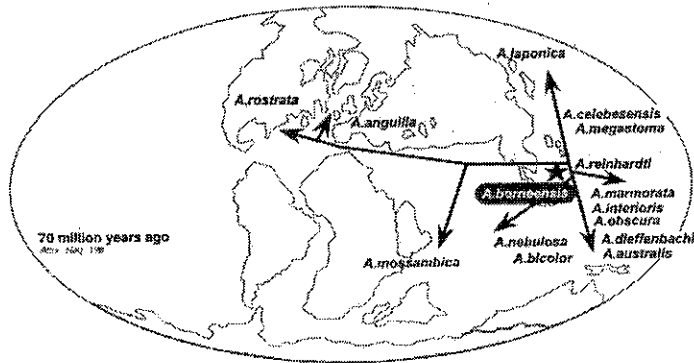 A.japonica
A.rostrata
A.anguilla
A.celebesensis
A.megastoma
A.reinhardti
A.borneensis
A.marmorata
A.interioris
A.obscura
A.nebulosa
A.bicolor
A.dieffenbachi
A.australis
A.mossambica
70 million years ago